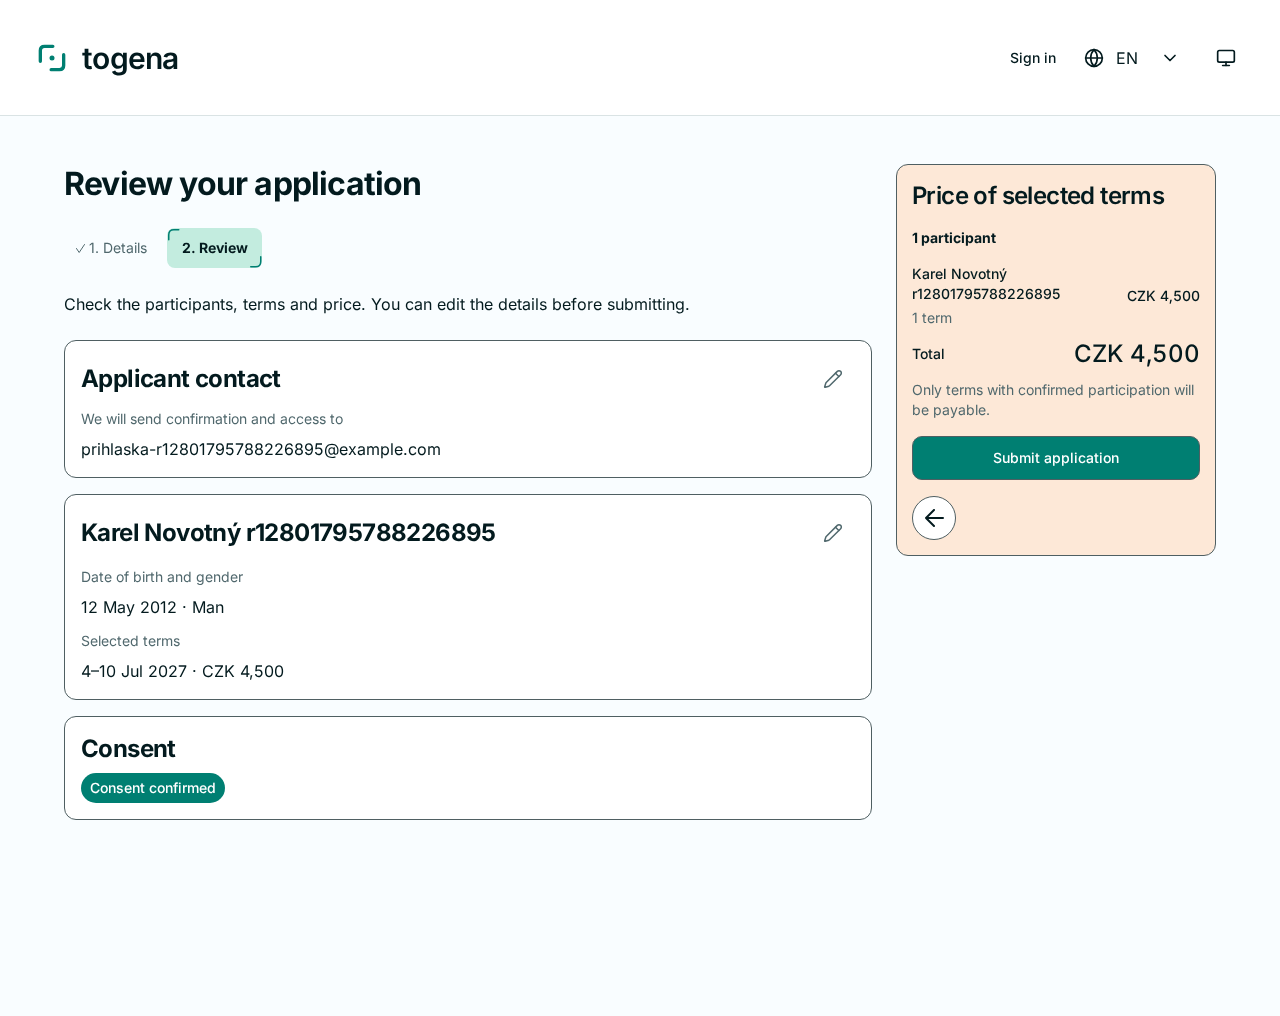 togena
Sign in
EN
Review your application
1. Details
2. Review
Check the participants, terms and price. You can edit the details before submitting.
Applicant contact
We will send confirmation and access to
prihlaska-r12801795788226895@example.com
Karel Novotný r12801795788226895
Date of birth and gender
12 May 2012 · Man
Selected terms
4–10 Jul 2027 · CZK 4,500
Consent
Consent confirmed
Price of selected terms
1 participant
Karel Novotný
r12801795788226895
CZK 4,500
1 term
Total
CZK 4,500
Only terms with confirmed participation will
be payable.
Submit application